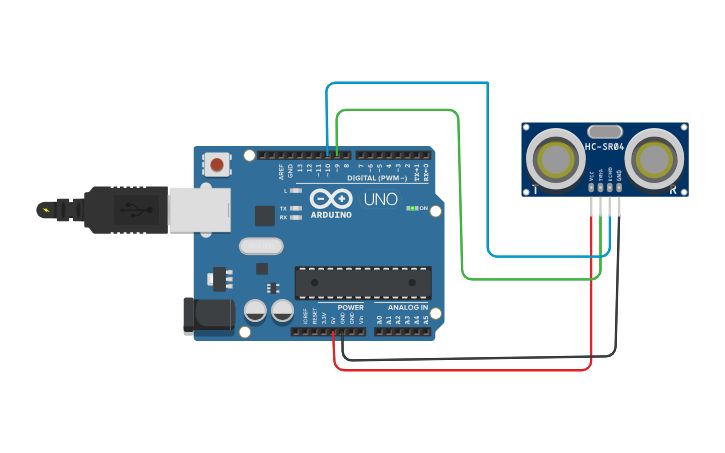 AREF
GND
13
12
~11
~10
~9
8
7
~6
~5
4
~3
2
TX→1
RX←0
DIGITAL (PWM ~)
L
TX
RX
ARDUINO
UNO
ON
HC-SR04
T
R
VCC
TRIG
ECHO
GND
POWER
ANALOG IN
IOREF
RESET
3.3V
5V
GND
GND
Vin
A0
A1
A2
A3
A4
A5